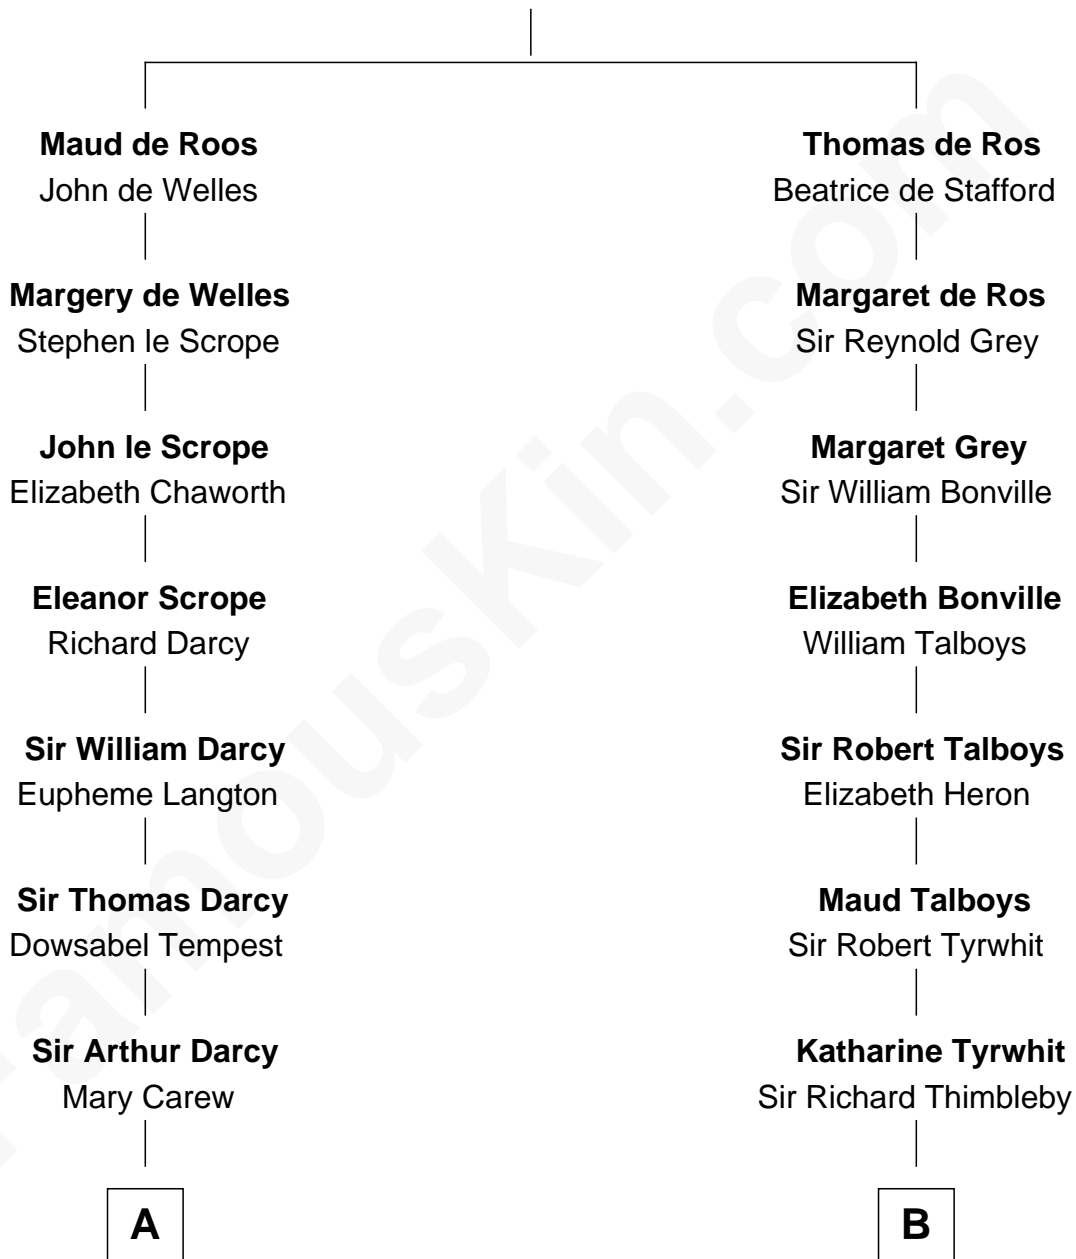 Maud de Roos
John de Welles
Margery de Welles
Stephen le Scrope
John le Scrope
Elizabeth Chaworth
Eleanor Scrope
Richard Darcy
Sir William Darcy
Eupheme Langton
Sir Thomas Darcy
Dowsabel Tempest
Sir Arthur Darcy
Mary Carew
A
Thomas de Ros
Beatrice de Stafford
Margaret de Ros
Sir Reynold Grey
Margaret Grey
Sir William Bonville
Elizabeth Bonville
William Talboys
Sir Robert Talboys
Elizabeth Heron
Maud Talboys
Sir Robert Tyrwhit
Katharine Tyrwhit
Sir Richard Thimbleby
B
FamousKin.com